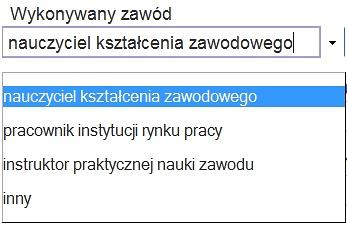 Wykonywany zawód
nauczyciel kształcenia zawodowego
nauczyciel kształcenia zawodowego
pracownik instytucji rynku pracy
instruktor praktycznej nauki zawodu
inny